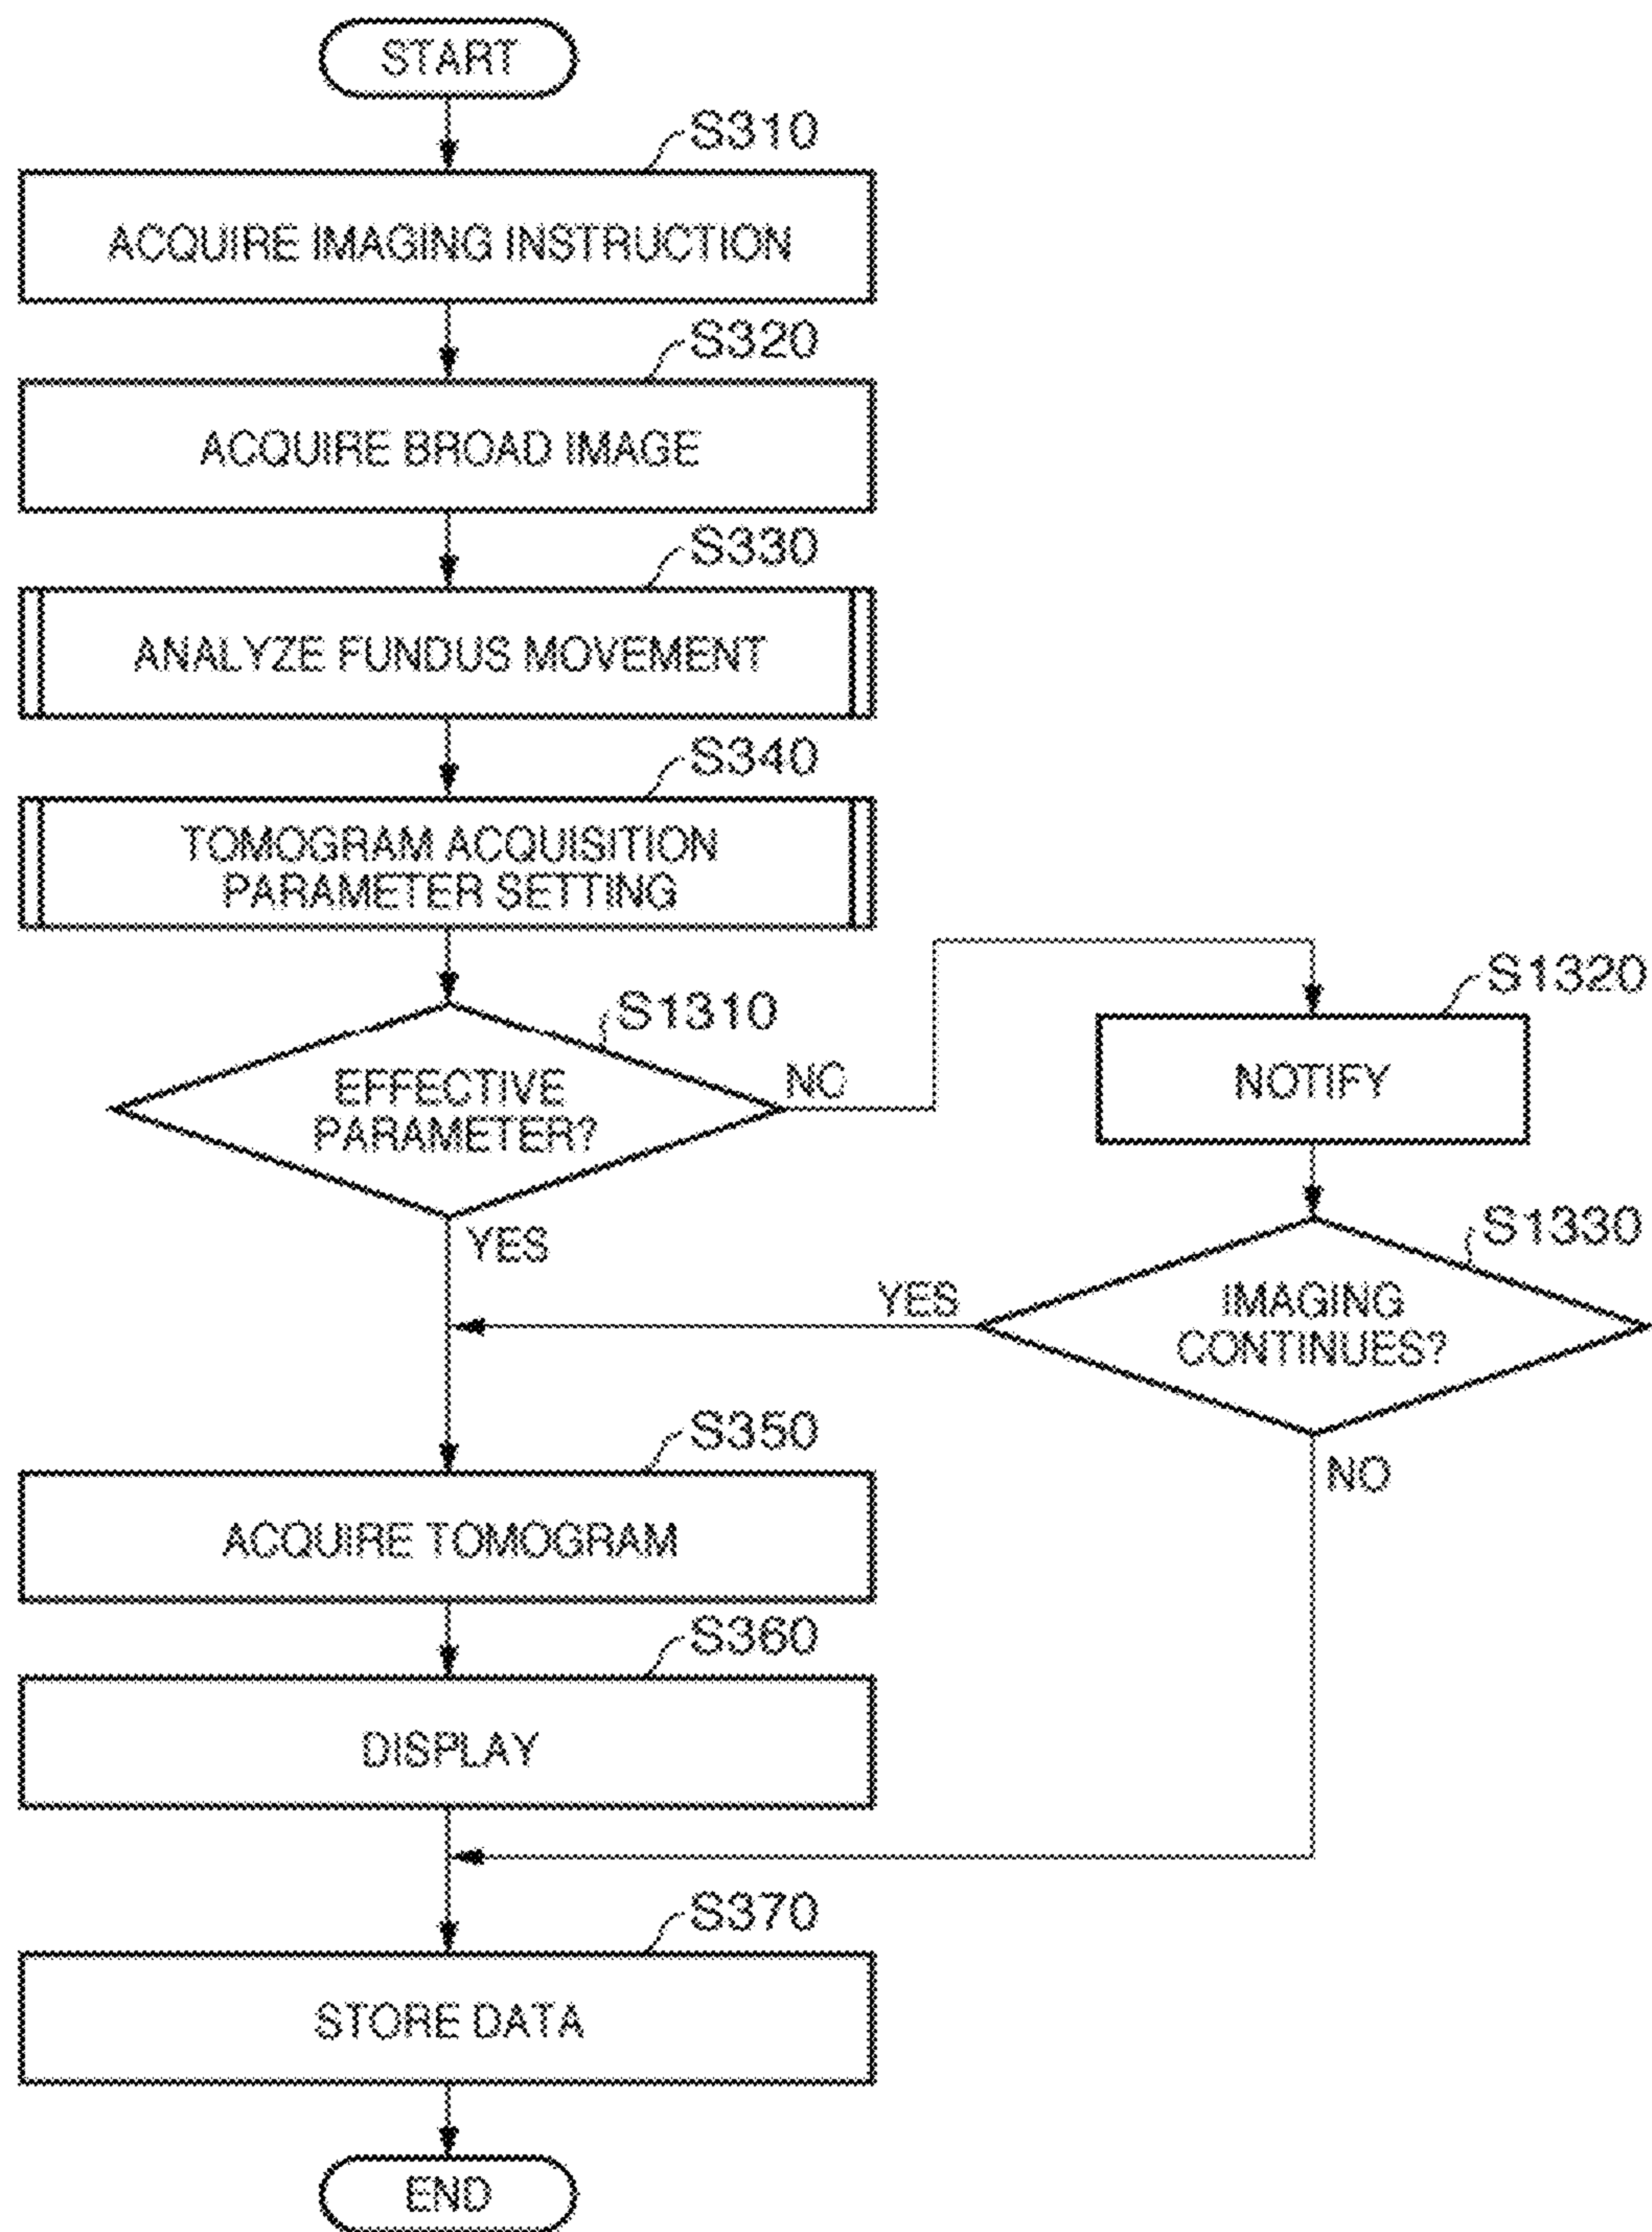 START
S310
ACQUIRE IMAGING INSTRUCTION
S320
ACQUIRE BROAD IMAGE
S330
ANALYZE FUNDUS MOVEMENT
S340
TOMOGRAM ACQUISITION
PARAMETER SETTING
S1310
EFFECTIVE
PARAMETER?
NO
YES
S1320
NOTIFY
S1330
IMAGING
CONTINUES?
YES
NO
S350
ACQUIRE TOMOGRAM
S360
DISPLAY
S370
STORE DATA
END